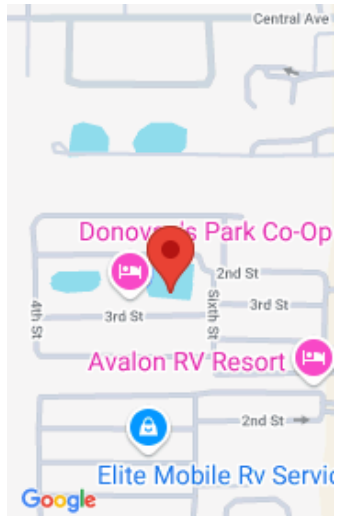 Central Ave
Donovan's Park Co-Op
2nd St
4th St
Sixth St
3rd St
3rd St
Avalon RV Resort
2nd St
Elite Mobile Rv Servic
Google